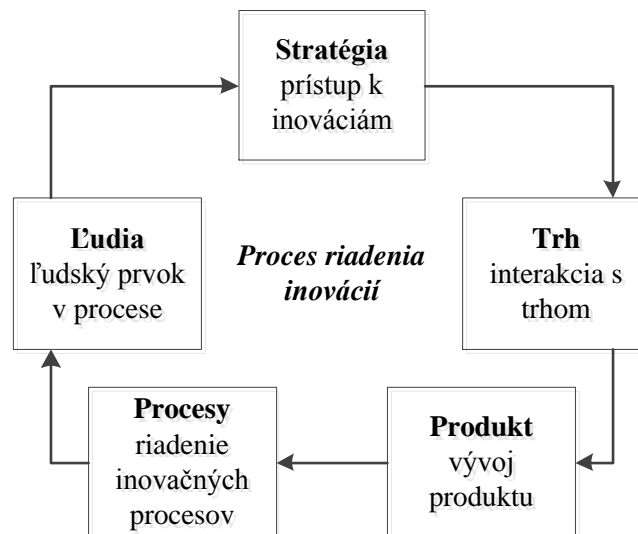 Stratégia
prístup k
inováciám
Ľudia
ľudský prvok
v procese
Proces riadenia
inovácií
Trh
interakcia s
trhom
Procesy
riadenie
inovačných
procesov
Produkt
vývoj
produktu